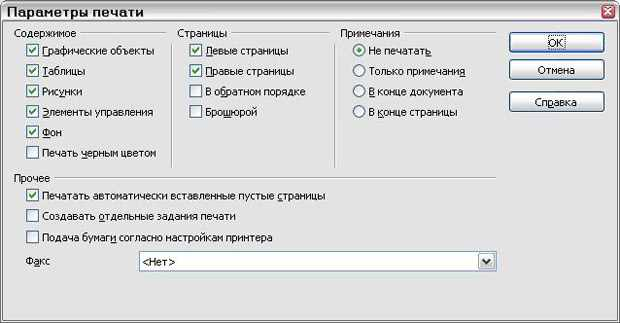 Параметры печати
Содержимое
Графические объекты
Таблицы
Рисунки
Элементы управления
Фон
Печать черным цветом
Страницы
Левые страницы
Правые страницы
В обратном порядке
Брошюрой
Примечания
Не печатать
Только примечания
В конце документа
В конце страницы
ОК
Отмена
Справка
Прочее
Печатать автоматически вставленные пустые страницы
Создавать отдельные задания печати
Подача бумаги согласно настройкам принтера
Факс
<Нет>